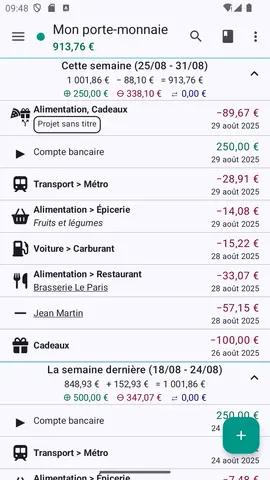 09:48
Mon porte-monnaie
913,76 €
Cette semaine (25/08 - 31/08)
1 001,86 € − 88,10 € = 913,76 €
⊕ 250,00 € ⊖ 338,10 € ⇄ 0,00 €
Alimentation, Cadeaux −89,67 €
Projet sans titre 29 août 2025
Compte bancaire 250,00 €
29 août 2025
Transport > Métro −28,91 €
29 août 2025
Alimentation > Épicerie −14,08 €
Fruits et légumes 29 août 2025
Voiture > Carburant −15,22 €
28 août 2025
Alimentation > Restaurant −33,07 €
Brasserie Le Paris 28 août 2025
Jean Martin −57,15 €
28 août 2025
Cadeaux −100,00 €
26 août 2025
La semaine dernière (18/08 - 24/08)
848,93 € + 152,93 € = 1 001,86 €
⊕ 500,00 € ⊖ 347,07 € ⇄ 0,00 €
Compte bancaire 250,00 €
24
Transport > Métro
24
Alimentation > Épicerie −7,48 €